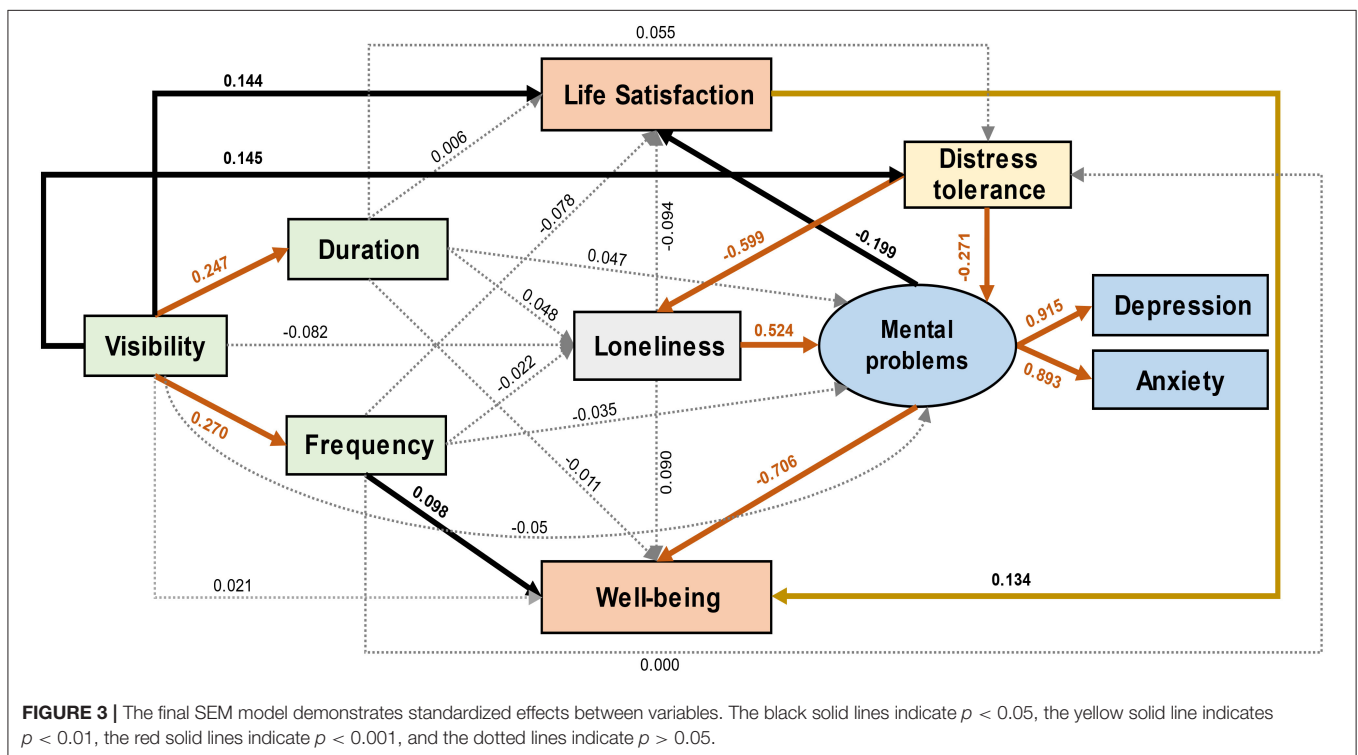 0.055
0.144
Life Satisfaction
0.006
0.145
Distress
tolerance
-0.078
-0.094
-0.599
-0.199
-0.271
Duration
0.247
0.047
0.048
Depression
0.915
Visibility
-0.082
Loneliness
0.524
Mental
problems
0.893
Anxiety
-0.022
0.270
Frequency
-0.035
-0.011
0.090
-0.706
0.098
-0.05
0.021
Well-being
0.134
0.000
FIGURE 3 | The final SEM model demonstrates standardized effects between variables. The black solid lines indicate p < 0.05, the yellow solid line indicates
p < 0.01, the red solid lines indicate p < 0.001, and the dotted lines indicate p > 0.05.